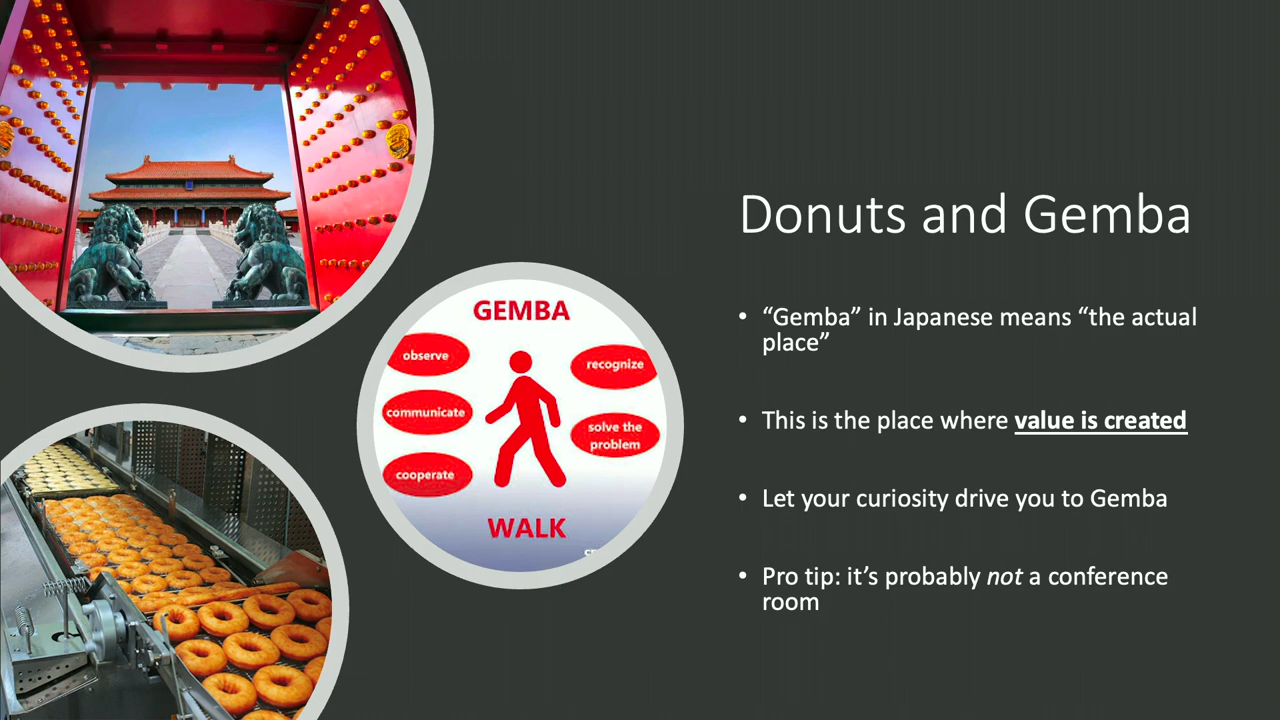 Donuts and Gemba
• “Gemba” in Japanese means “the actual
place”
• This is the place where value is created
• Let your curiosity drive you to Gemba
• Pro tip: it’s probably not a conference
room
GEMBA
observe
recognize
communicate
solve the
problem
cooperate
WALK